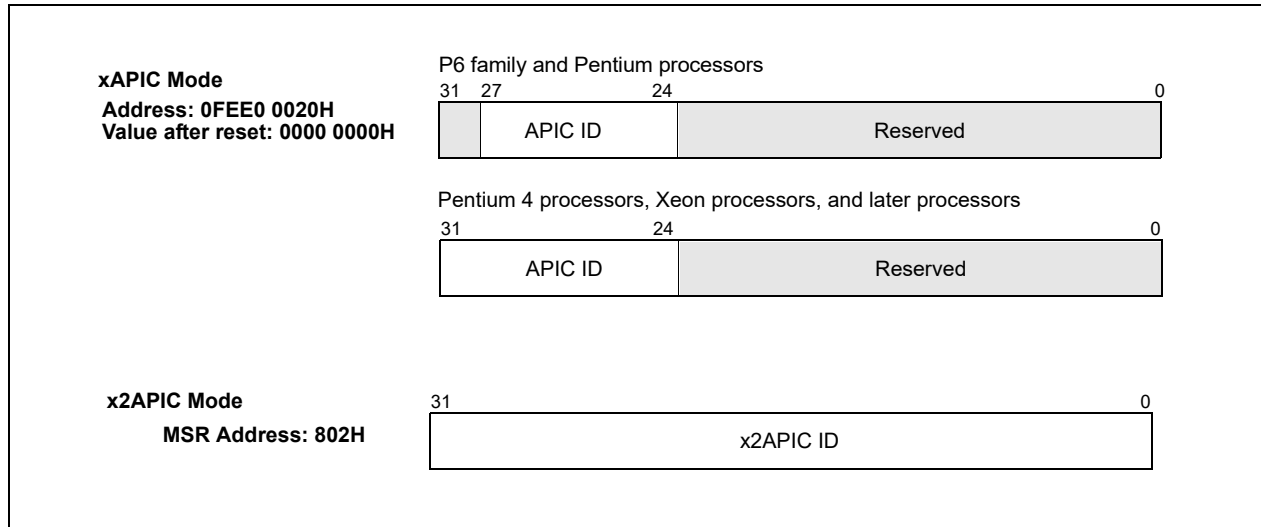 P6 family and Pentium processors
xAPIC Mode
31 27 24 0
Address: 0FEE0 0020H
Value after reset: 0000 0000H
APIC ID Reserved
Pentium 4 processors, Xeon processors, and later processors
31 24 0
APIC ID Reserved
x2APIC Mode
31 0
MSR Address: 802H
x2APIC ID